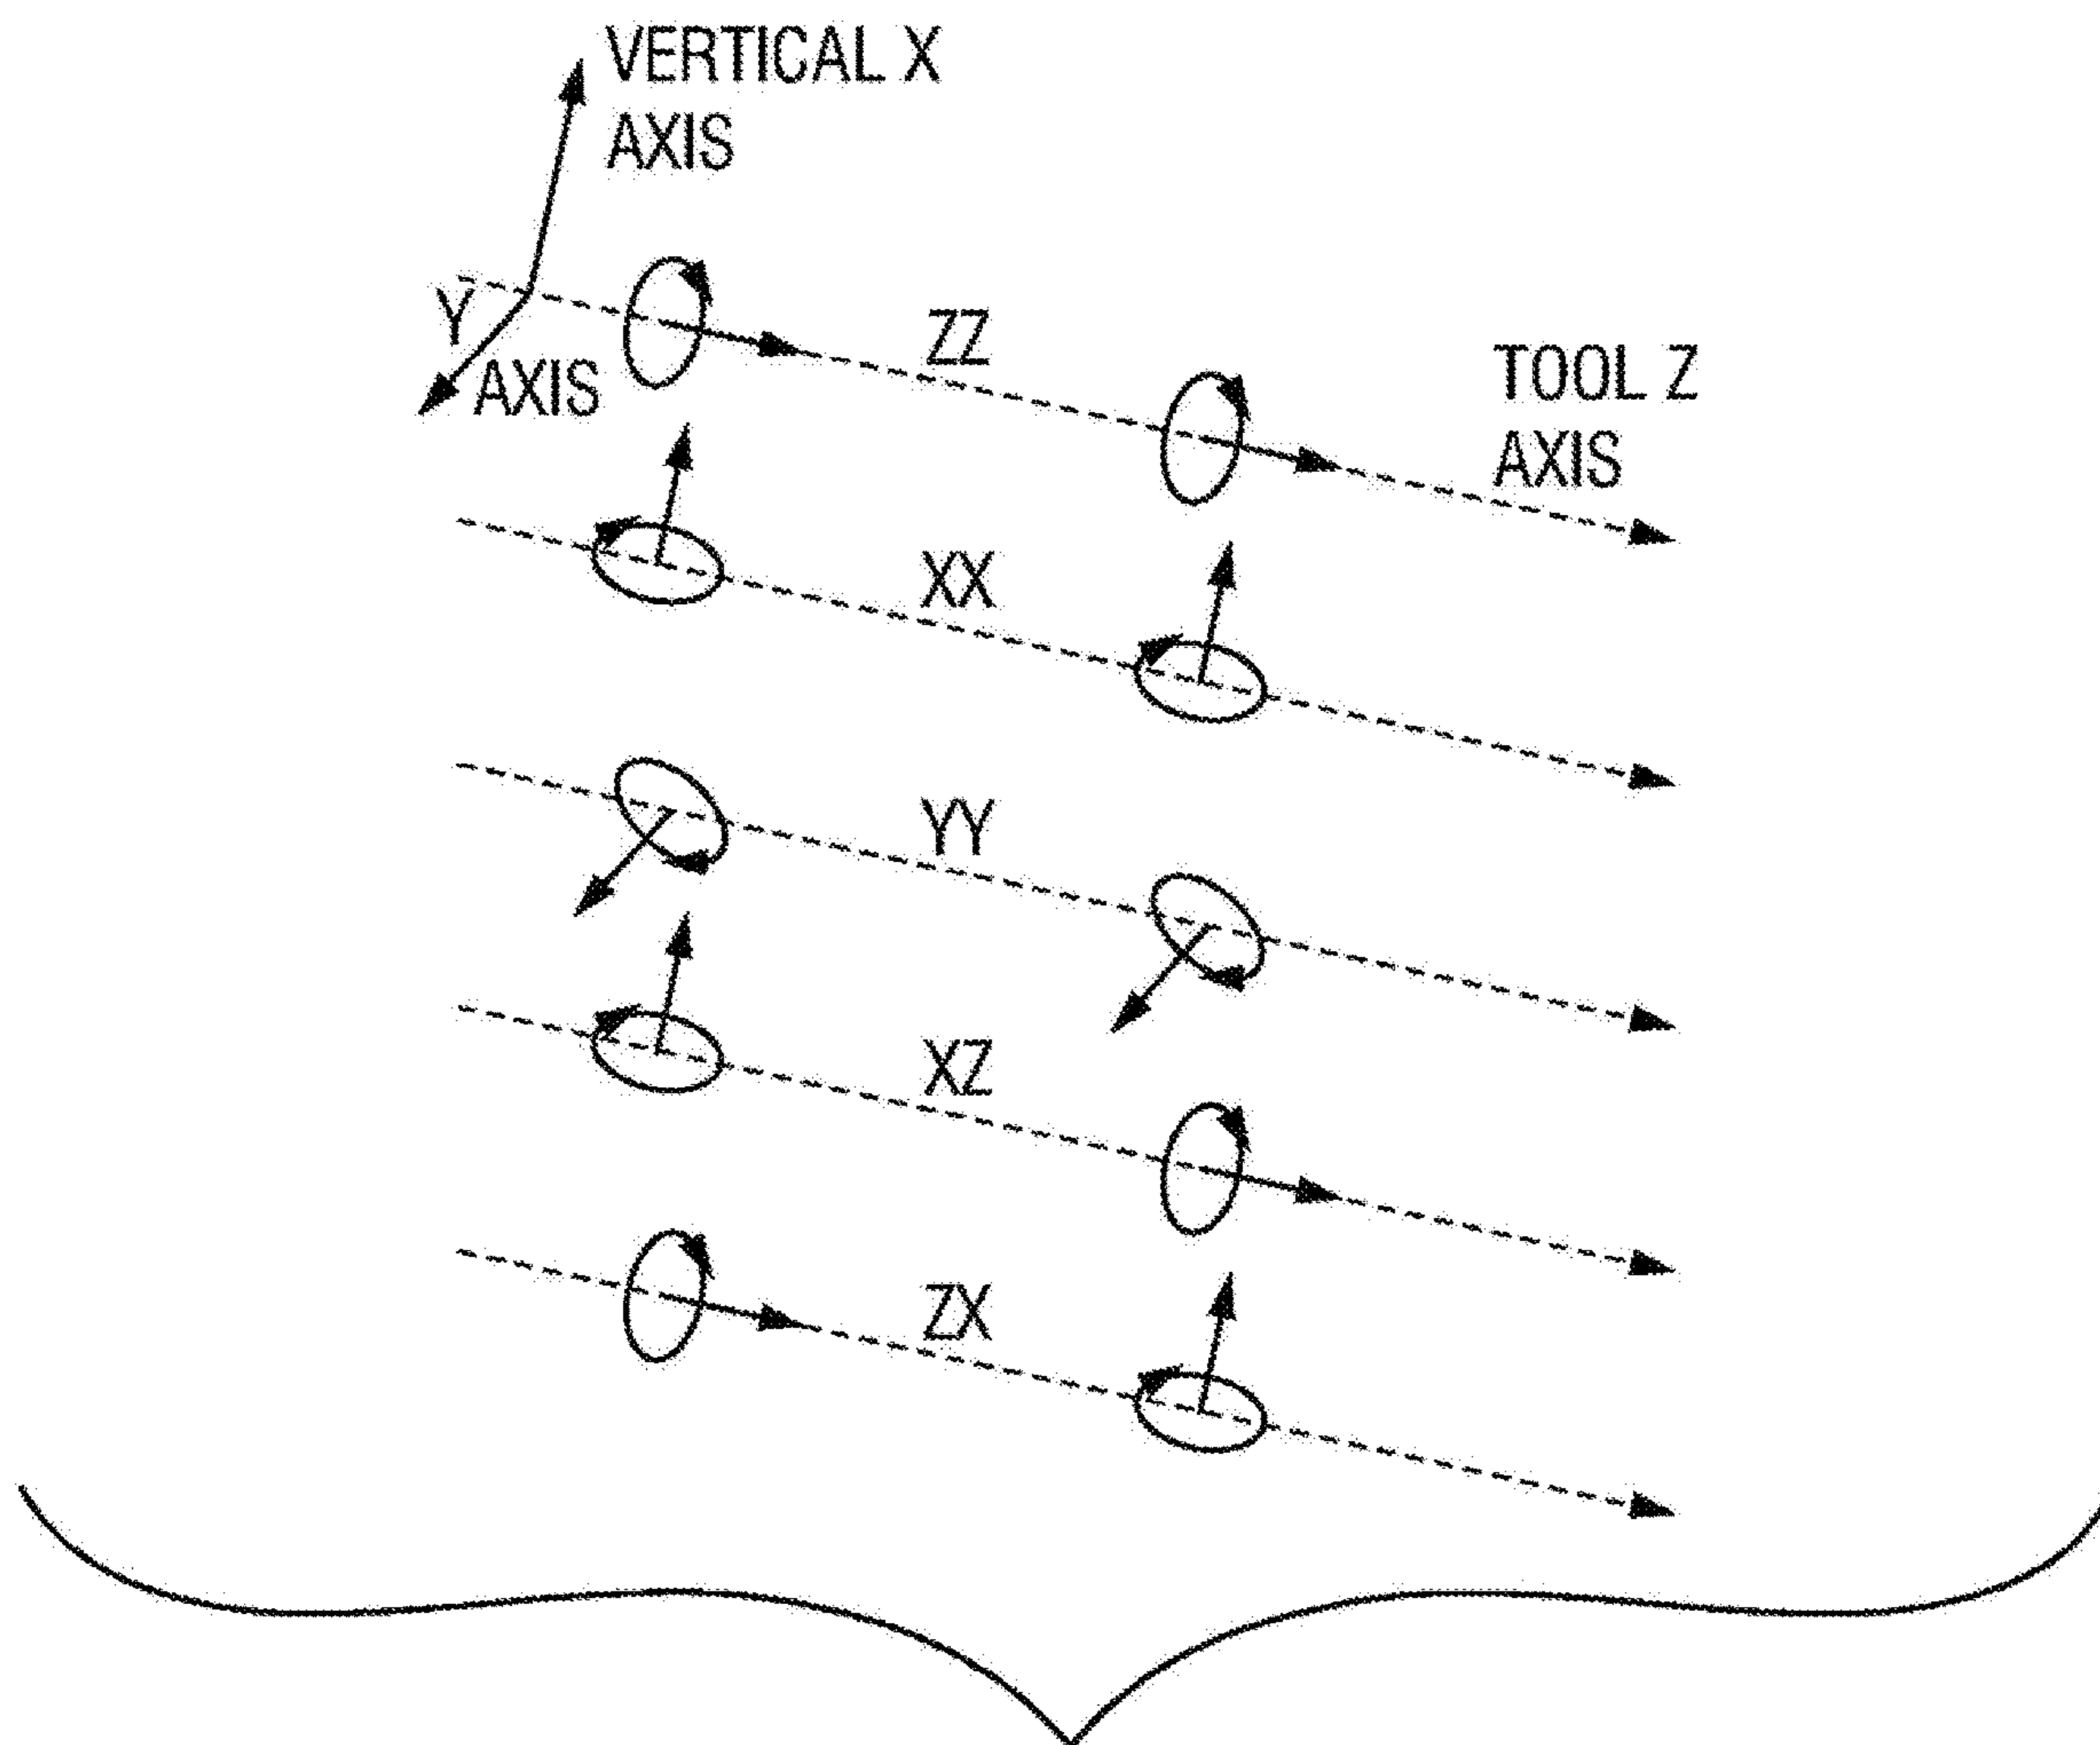 VERTICAL X
AXIS
Y
AXIS
ZZ
TOOL Z
AXIS
XX
YY
XZ
ZX